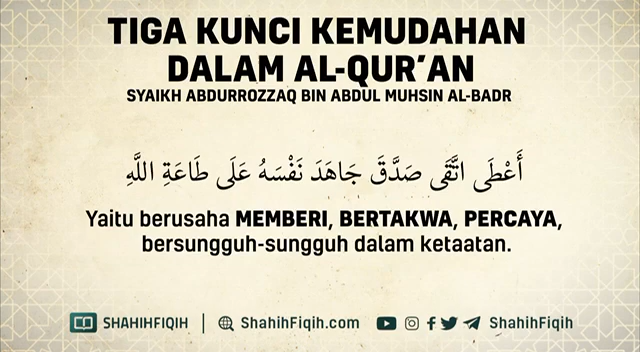 TIGA KUNCI KEMUDAHAN
DALAM AL-QUR'AN
SYAIKH ABDURROZZAQ BIN ABDUL MUHSIN AL-BADR
أَعْطَى اتَّقَى صَدَّقَ جَاهَدَ نَفْسَهُ عَلَى طَاعَةِ اللَّهِ
Yaitu berusaha MEMBERI, BERTAKWA, PERCAYA,
bersungguh-sungguh dalam ketaatan.
SHAHIHFIQIH | ShahihFiqih.com ShahihFiqih